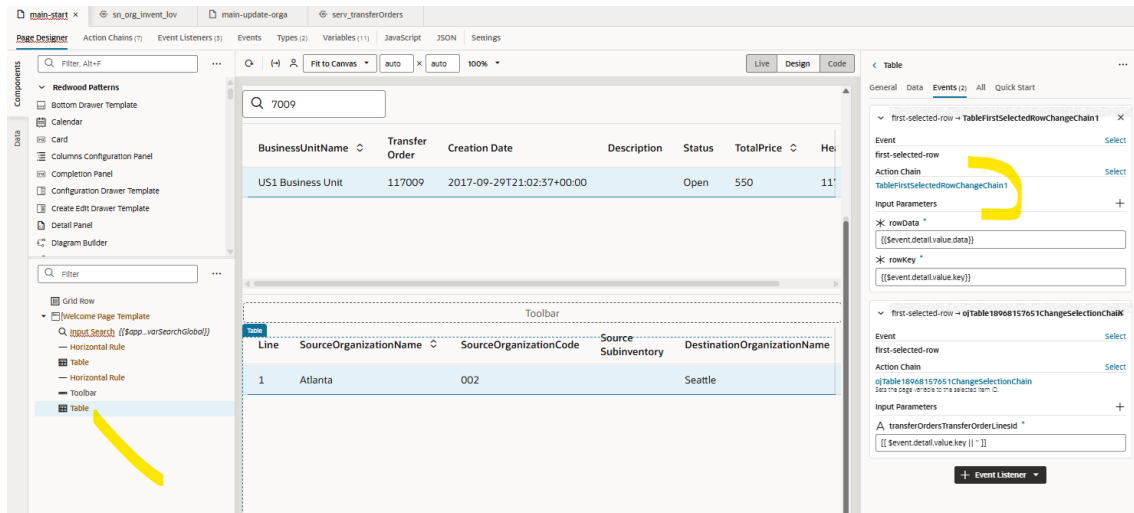 main-start ×
sn_org_invent_lov
main-update-orga
serv_transferOrders
Page Designer
Action Chains (7)
Event Listeners (3)
Events
Types (2)
Variables (11)
JavaScript
JSON
Settings
Components
Data
Filter, Alt+F
Redwood Patterns
Bottom Drawer Template
Calendar
Card
Columns Configuration Panel
Completion Panel
Configuration Drawer Template
Create Edit Drawer Template
Detail Panel
Diagram Builder
Filter
Grid Row
Welcome Page Template
Input Search {{$app..varSearchGlobal}}
Horizontal Rule
Table
Horizontal Rule
Toolbar
Table
Fit to Canvas
auto × auto
100%
Live Design Code
7009
BusinessUnitName Transfer Order Creation Date Description Status TotalPrice
US1 Business Unit 117009 2017-09-29T21:02:37+00:00 Open 550
Toolbar
Table
Line SourceOrganizationName SourceOrganizationCode Source Subinventory DestinationOrganizationName
1 Atlanta 002 Seattle
Table
General Data Events (2) All Quick Start
first-selected-row → TableFirstSelectedRowChangeChain1 ×
Event Select
first-selected-row
Action Chain Select
TableFirstSelectedRowChangeChain1
Input Parameters
rowData *
{{$event.detail.value.data}}
rowKey *
{{$event.detail.value.key}}
first-selected-row → ojTable18968157651ChangeSelectionChain
Event Select
first-selected-row
Action Chain Select
ojTable18968157651ChangeSelectionChain
Sets the page variable to the selected item ID.
Input Parameters
transferOrdersTransferOrderLinesId *
[[ $event.detail.value.key || '' ]]
+ Event Listener